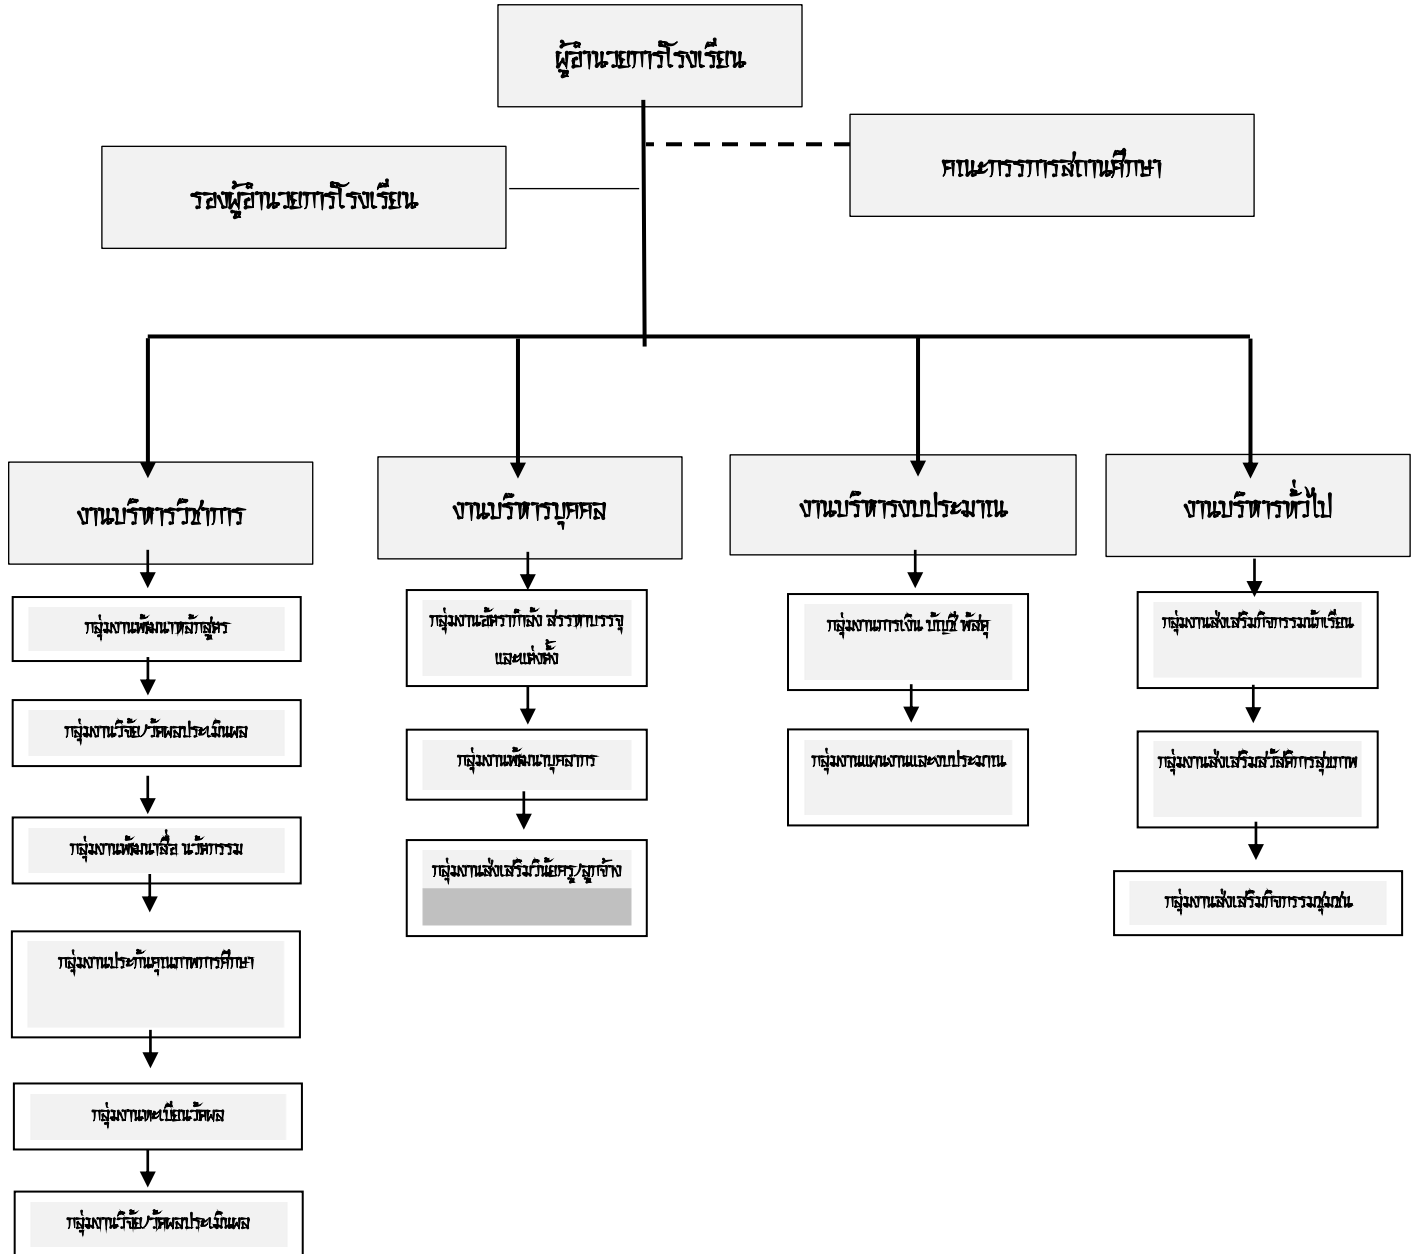 ผู้อำนวยการโรงเรียน
คณะกรรการสถานศึกษา
รองผู้อำนวยการโรงเรียน
งานบริหารวิชาการ
กลุ่มงานพัฒนาหลักสูตร
กลุ่มงานวิจัย/วัดผลประเมินผล
กลุ่มงานพัฒนาสื่อ นวัตกรรม
กลุ่มงานประกันคุณภาพการศึกษา
กลุ่มงานทะเบียนวัดผล
กลุ่มงานวิจัย/วัดผลประเมินผล
งานบริหารบุคคล
กลุ่มงานอัตรากำลัง สรรหาบรรจุ
และแต่งตั้ง
กลุ่มงานพัฒนาบุคลากร
กลุ่มงานส่งเสริมวินัยครู/ลูกจ้าง
งานบริหารงบประมาณ
กลุ่มงานการเงิน บัญชี พัสดุ
กลุ่มงานแผนงานและงบประมาณ
งานบริหารทั่วไป
กลุ่มงานส่งเสริมกิจกรรมนักเรียน
กลุ่มงานส่งเสริมสวัสดิการสุขภาพ
กลุ่มงานส่งเสริมกิจกรรมชุมชน